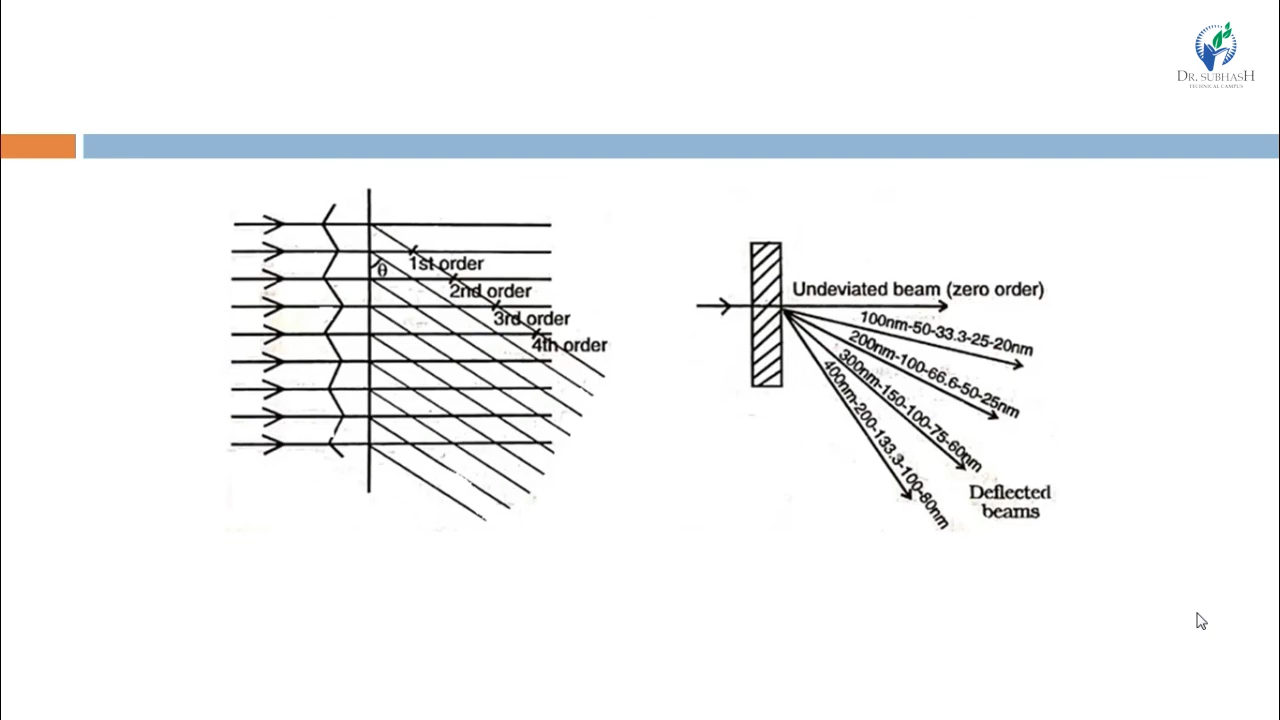 DR. SUBHASH
TECHNICAL CAMPUS
θ
1st order
2nd order
3rd order
4th order
Undeviated beam (zero order)
100nm-50-33.3-25-20nm
200nm-100-66.6-50-25nm
300nm-150-100-75-60nm
400nm-200-133.3-100-80nm
Deflected
beams